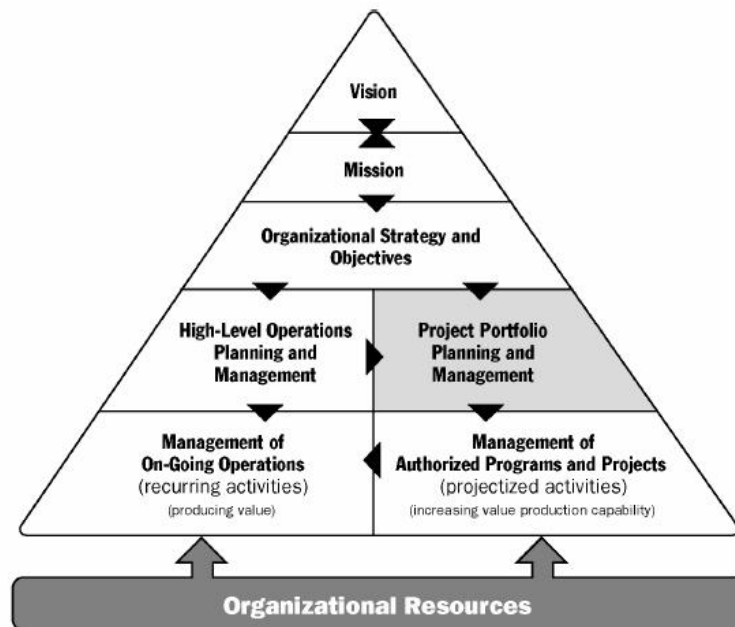 Vision
Mission
Organizational Strategy and
Objectives
High-Level Operations
Planning and
Management
Project Portfolio
Planning and
Management
Management of
On-Going Operations
(recurring activities)
(producing value)
Management of
Authorized Programs and Projects
(projectized activities)
(increasing value production capability)
Organizational Resources